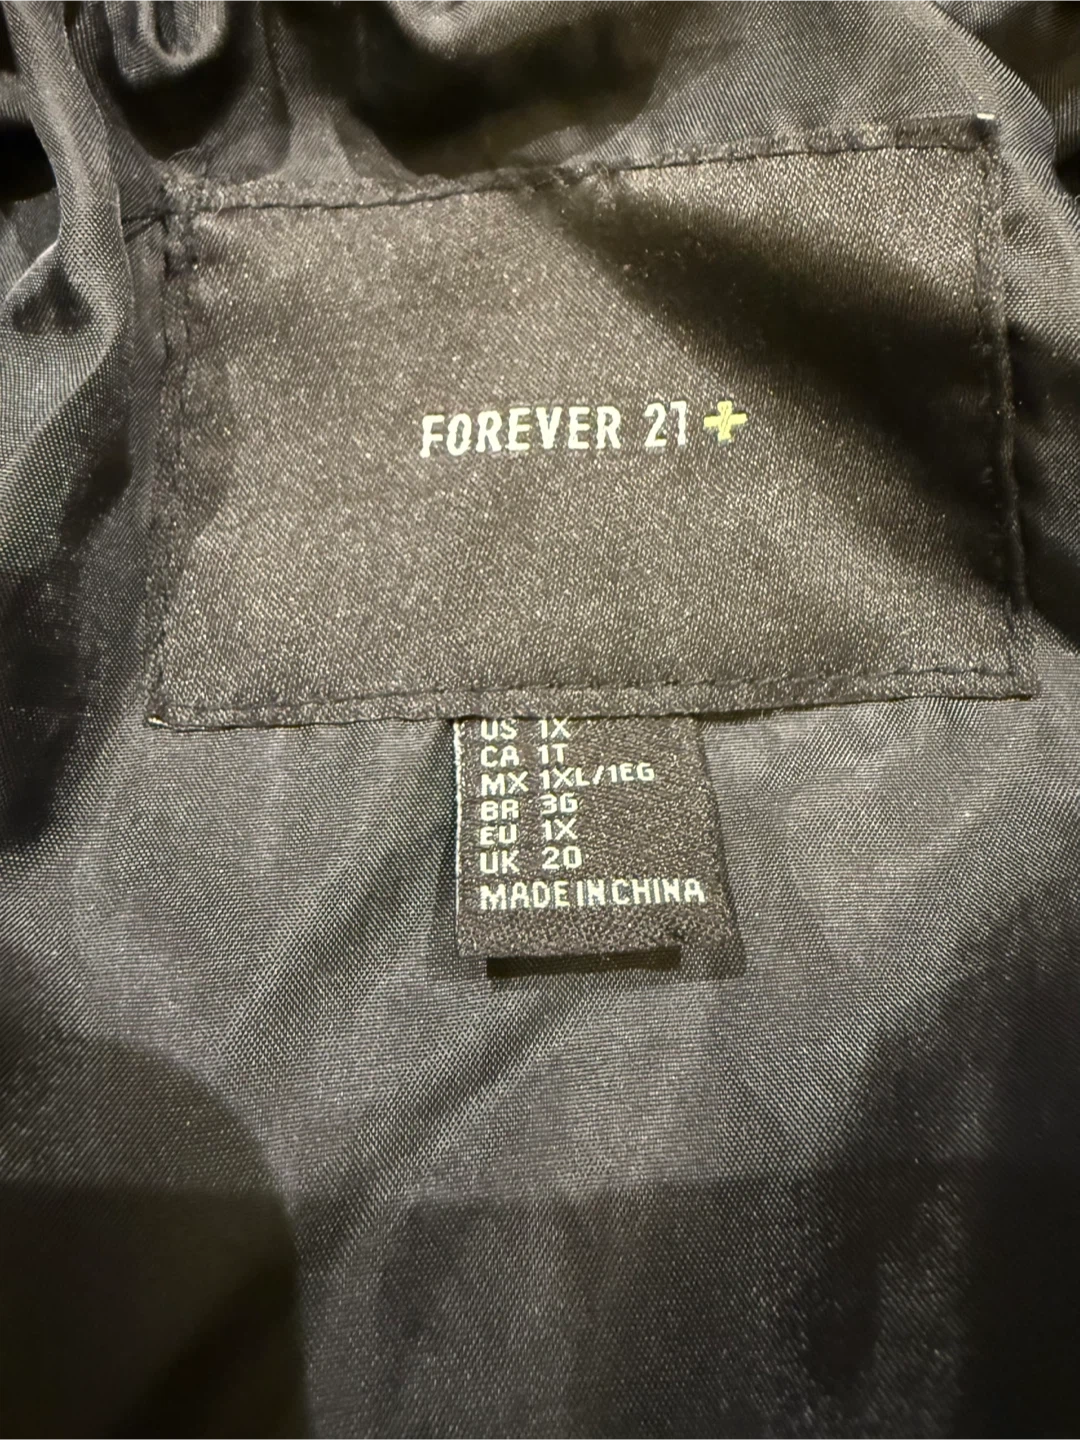 FOREVER 21+
US 1X
CA 1T
MX 1XL/1EG
BR 3G
EU 1X
UK 20
MADE IN CHINA